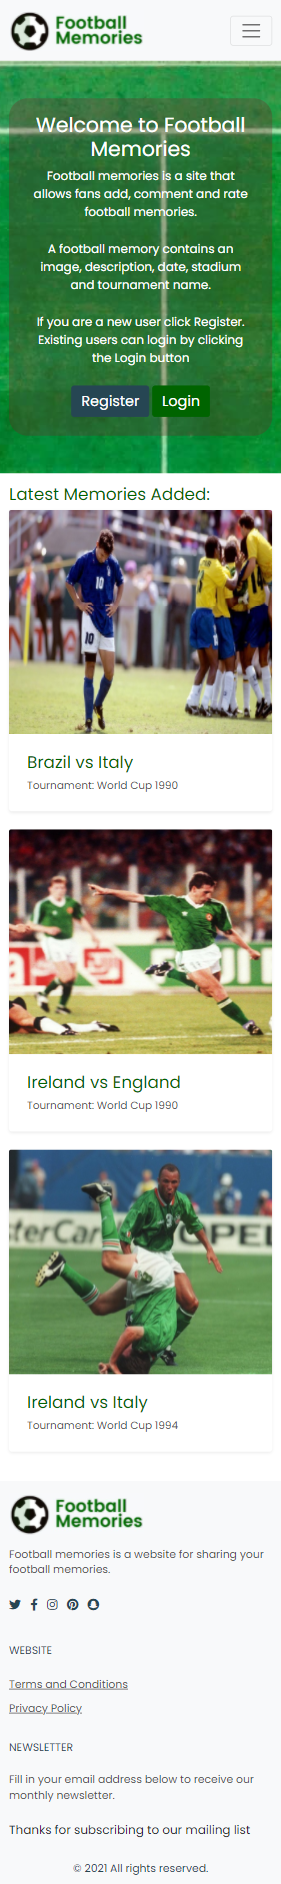 Football
Memories
Welcome to Football
Memories
Football memories is a site that
allows fans add, comment and rate
football memories.
A football memory contains an
image, description, date, stadium
and tournament name.
If you are a new user click Register.
Existing users can login by clicking
the Login button
Register Login
Latest Memories Added:
10
10
Brazil vs Italy
Tournament: World Cup 1990
Ireland vs England
Tournament: World Cup 1990
terCar
OPEL
3
Ireland vs Italy
Tournament: World Cup 1994
Football
Memories
Football memories is a website for sharing your
football memories.
WEBSITE
Terms and Conditions
Privacy Policy
NEWSLETTER
Fill in your email address below to receive our
monthly newsletter.
Thanks for subscribing to our mailing list
© 2021 All rights reserved.